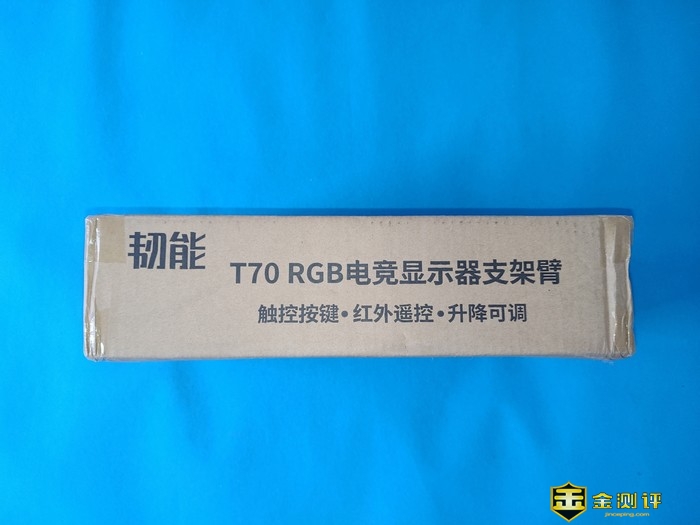 韧能
T70 RGB电竞显示器支架臂
触控按键•红外遥控•升降可调
金测评
jinceping.com